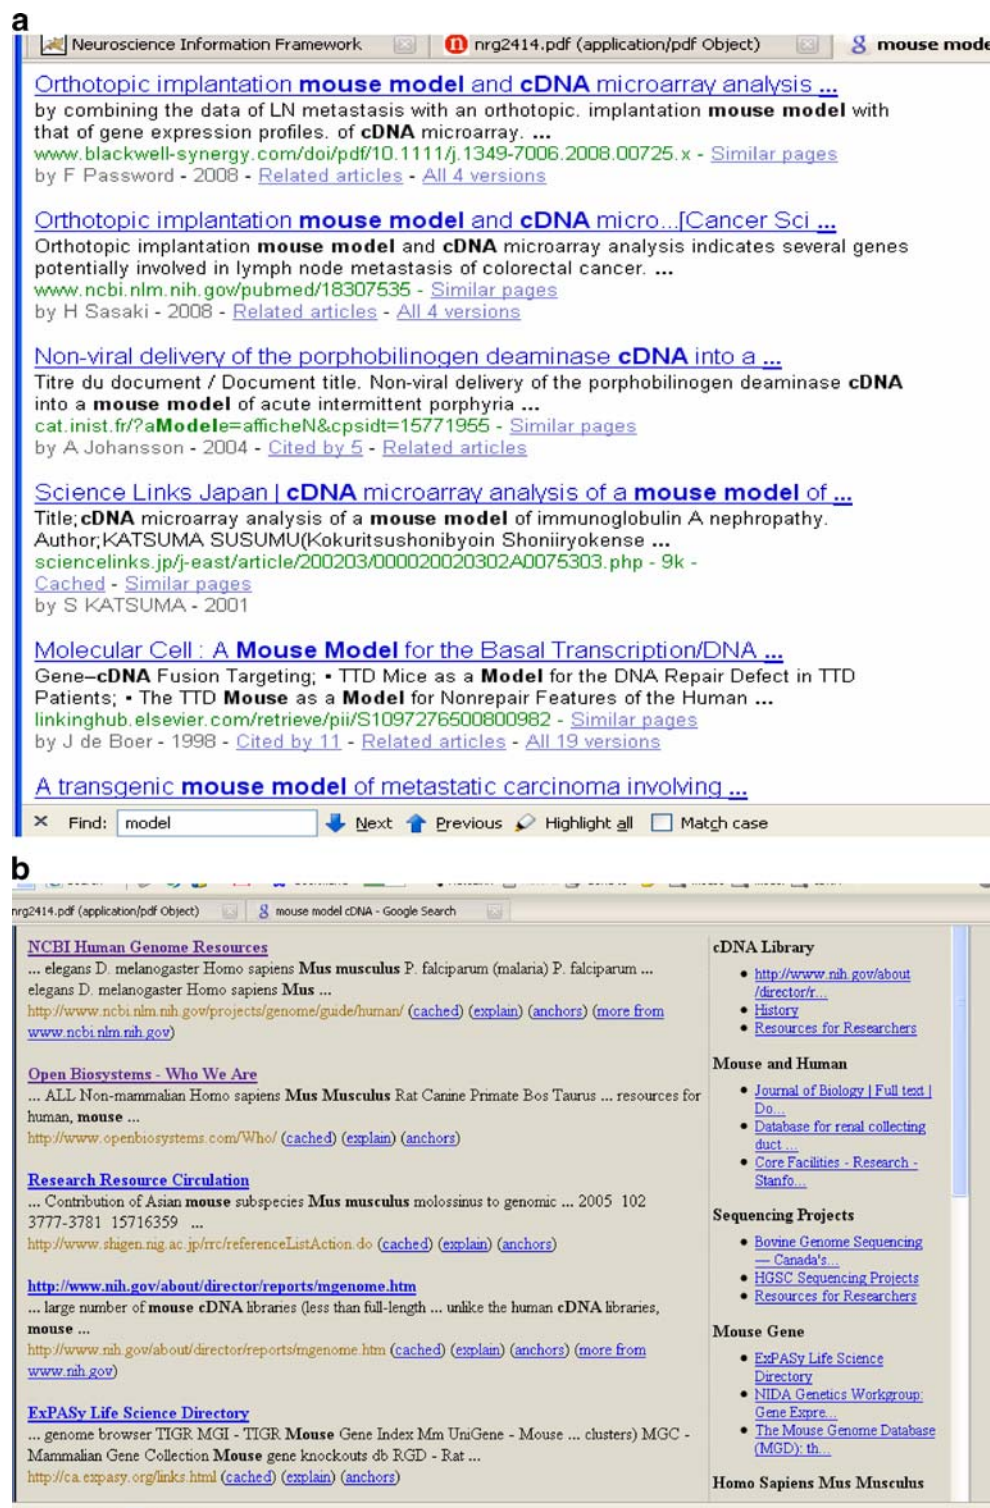 a
Neuroscience Information Framework nrg2414.pdf (application/pdf Object) mouse mode
Orthotopic implantation mouse model and cDNA microarray analysis ...
by combining the data of LN metastasis with an orthotopic. implantation mouse model with
that of gene expression profiles. of cDNA microarray. ...
www.blackwell-synergy.com/doi/pdf/10.1111/j.1349-7006.2008.00725.x - Similar pages
by F Password - 2008 - Related articles - All 4 versions
Orthotopic implantation mouse model and cDNA micro...[Cancer Sci ...
Orthotopic implantation mouse model and cDNA microarray analysis indicates several genes
potentially involved in lymph node metastasis of colorectal cancer. ...
www.ncbi.nlm.nih.gov/pubmed/18307535 - Similar pages
by H Sasaki - 2008 - Related articles - All 4 versions
Non-viral delivery of the porphobilinogen deaminase cDNA into a ...
Titre du document / Document title. Non-viral delivery of the porphobilinogen deaminase cDNA
into a mouse model of acute intermittent porphyria ...
cat.inist.fr/?aModele=afficheN&cpsidt=15771955 - Similar pages
by A Johansson - 2004 - Cited by 5 - Related articles
Science Links Japan | cDNA microarray analysis of a mouse model of ...
Title;cDNA microarray analysis of a mouse model of immunoglobulin A nephropathy.
Author;KATSUMA SUSUMU(Kokuritsushonibyoin Shoniiryokense ...
sciencelinks.jp/j-east/article/200203/000020020302A0075303.php - 9k -
Cached - Similar pages
by S KATSUMA - 2001
Molecular Cell : A Mouse Model for the Basal Transcription/DNA ...
Gene–cDNA Fusion Targeting; • TTD Mice as a Model for the DNA Repair Defect in TTD
Patients; • The TTD Mouse as a Model for Nonrepair Features of the Human ...
linkinghub.elsevier.com/retrieve/pii/S1097276500800982 - Similar pages
by J de Boer - 1998 - Cited by 11 - Related articles - All 19 versions
A transgenic mouse model of metastatic carcinoma involving ...
Find: model Next Previous Highlight all Match case
b
nrg2414.pdf (application/pdf Object) mouse model cDNA - Google Search
NCBI Human Genome Resources
... elegans D. melanogaster Homo sapiens Mus musculus P. falciparum (malaria) P. falciparum ...
elegans D. melanogaster Homo sapiens Mus ...
http://www.ncbi.nlm.nih.gov/projects/genome/guide/human/ (cached) (explain) (anchors) (more from
www.ncbi.nlm.nih.gov)
Open Biosystems - Who We Are
... ALL Non-mammalian Homo sapiens Mus Musculus Rat Canine Primate Bos Taurus ... resources for
human, mouse ...
http://www.openbiosystems.com/Who/ (cached) (explain) (anchors)
Research Resource Circulation
... Contribution of Asian mouse subspecies Mus musculus molossinus to genomic ... 2005 102
3777-3781 15716359 ...
http://www.shigen.nig.ac.jp/rrc/referenceListAction.do (cached) (explain) (anchors)
http://www.nih.gov/about/director/reports/mgenome.htm
... large number of mouse cDNA libraries (less than full-length ... unlike the human cDNA libraries,
mouse ...
http://www.nih.gov/about/director/reports/mgenome.htm (cached) (explain) (anchors) (more from
www.nih.gov)
ExPASy Life Science Directory
... genome browser TIGR MGI - TIGR Mouse Gene Index Mm UniGene - Mouse ... clusters) MGC -
Mammalian Gene Collection Mouse gene knockouts db RGD - Rat ...
http://ca.expasy.org/links.html (cached) (explain) (anchors)
cDNA Library
• http://www.nih.gov/about
/director/r...
• History
• Resources for Researchers
Mouse and Human
• Journal of Biology | Full text |
Do...
• Database for renal collecting
duct ...
• Core Facilities - Research -
Stanfo...
Sequencing Projects
• Bovine Genome Sequencing
— Canada's...
• HGSC Sequencing Projects
• Resources for Researchers
Mouse Gene
• ExPASy Life Science
Directory
• NIDA Genetics Workgroup:
Gene Expre...
• The Mouse Genome Database
(MGD): th...
Homo Sapiens Mus Musculus